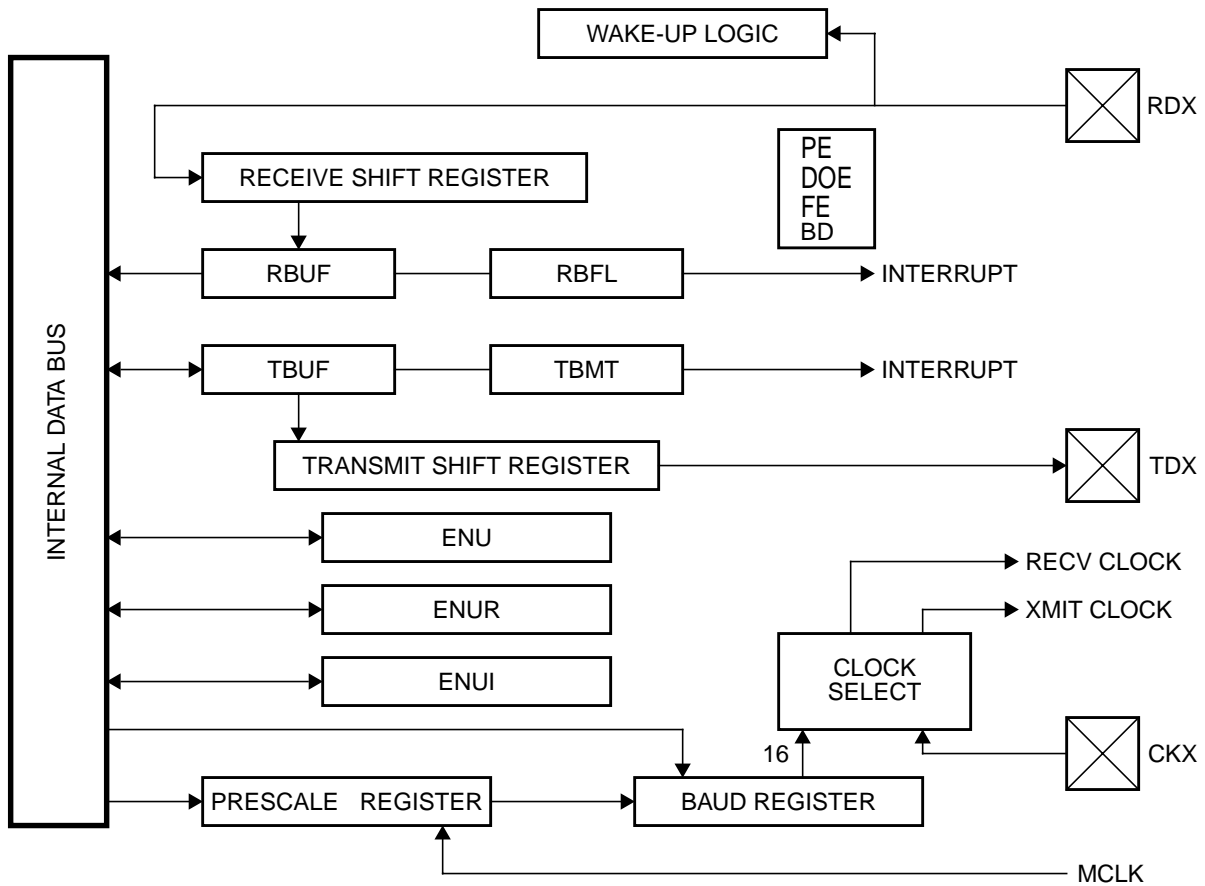 WAKE-UP LOGIC
RDX
PE
DOE
FE
BD
RECEIVE SHIFT REGISTER
RBUF
RBFL
INTERRUPT
INTERNAL DATA BUS
TBUF
TBMT
INTERRUPT
TRANSMIT SHIFT REGISTER
TDX
ENU
RECV CLOCK
ENUR
XMIT CLOCK
CLOCK
SELECT
ENUI
16
CKX
PRESCALE REGISTER
BAUD REGISTER
MCLK